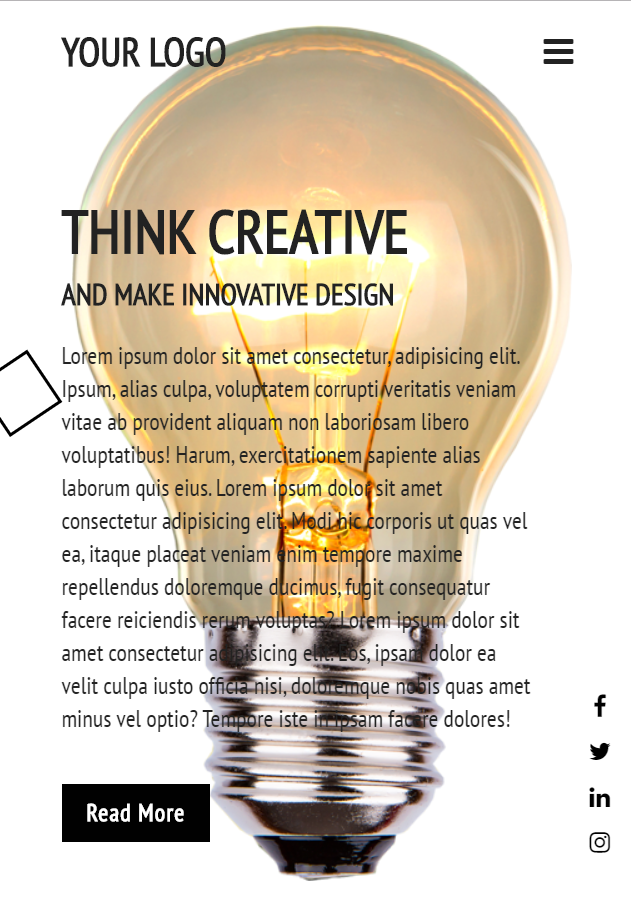 YOUR LOGO
THINK CREATIVE
AND MAKE INNOVATIVE DESIGN
Lorem ipsum dolor sit amet consectetur, adipisicing elit.
Ipsum, alias culpa, voluptatem corrupti veritatis veniam
vitae ab provident aliquam non laboriosam libero
voluptatibus! Harum, exercitationem sapiente alias
laborum quis eius. Lorem ipsum dolor sit amet
consectetur adipisicing elit. Modi hic corporis ut quas vel
ea, itaque placeat veniam enim tempore maxime
repellendus doloremque ducimus, fugit consequatur
facere reiciendis rerum voluptas? Lorem ipsum dolor sit
amet consectetur adipisicing elit. Eos, ipsam dolor ea
velit culpa iusto officia nisi, doloremque nobis quas amet
minus vel optio? Tempore iste in ipsam facere dolores!
Read More